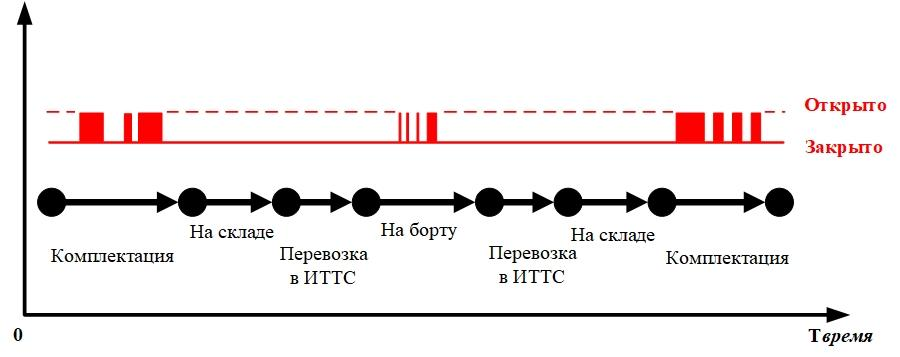 Открыто
Закрыто
На складе
На борту
На складе
Комплектация
Перевозка
в ИТТС
Перевозка
в ИТТС
Комплектация
0
Tвремя